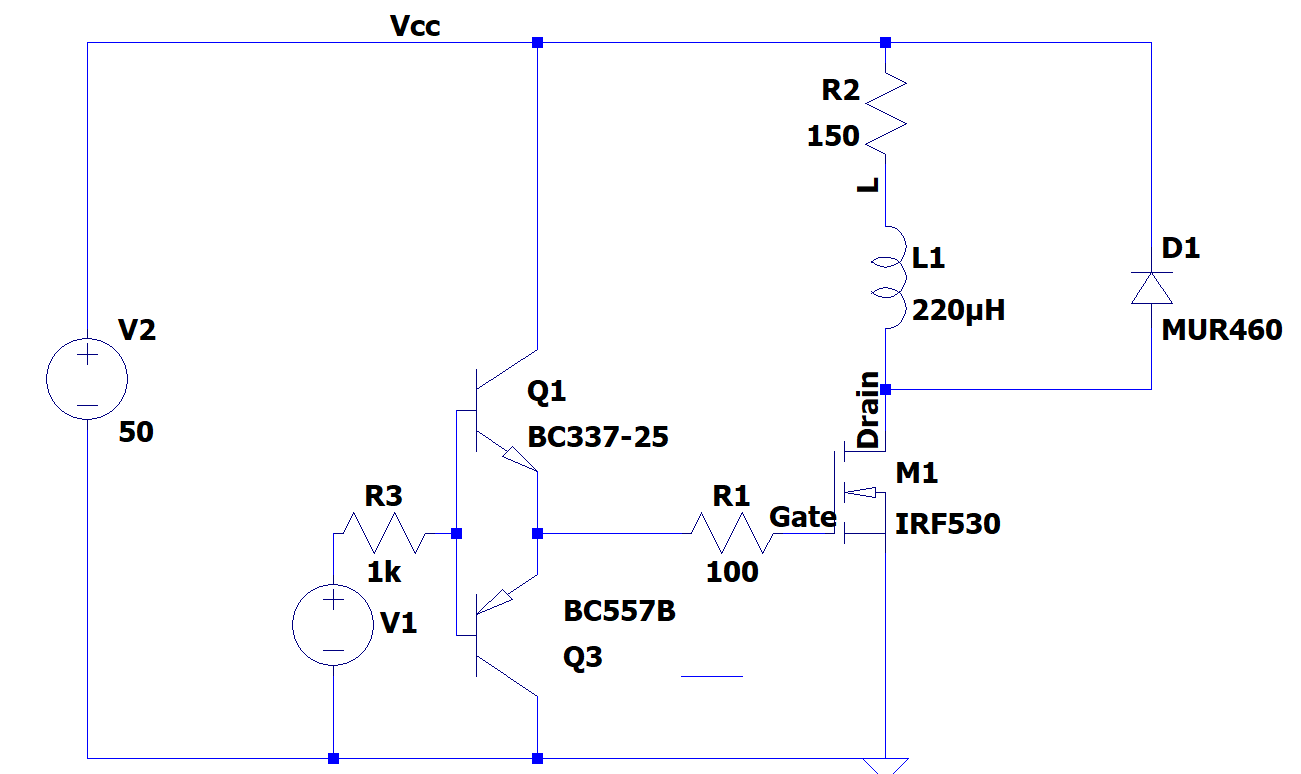 Vcc
R2
150
L
L1
220µH
D1
MUR460
V2
50
Drain
Q1
BC337-25
M1
IRF530
R3
1k
R1
100
Gate
V1
BC557B
Q3